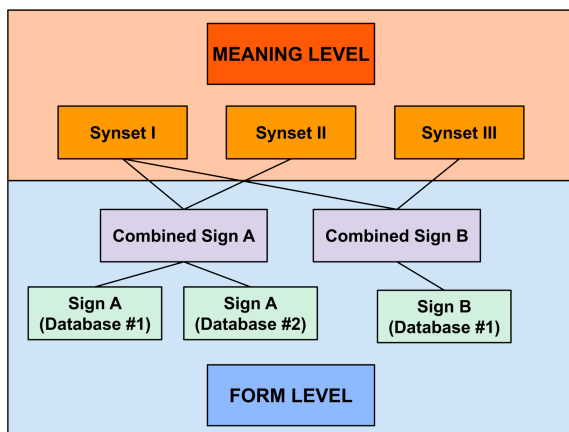 MEANING LEVEL
Synset I
Synset II
Synset III
Combined Sign A
Combined Sign B
Sign A
(Database #1)
Sign A
(Database #2)
Sign B
(Database #1)
FORM LEVEL